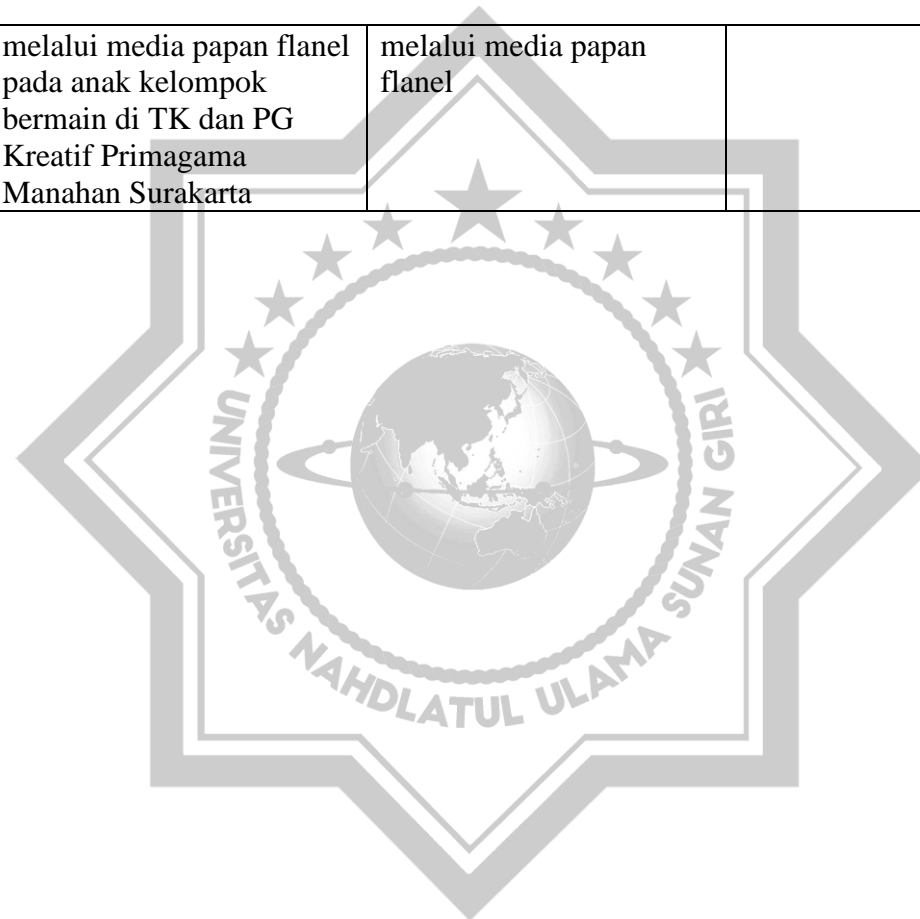 melalui media papan flanel
pada anak kelompok
bermain di TK dan PG
Kreatif Primagama
Manahan Surakarta
melalui media papan
flanel
UNIVERSITAS NAHDLATUL ULAMA SUNAN GIRI